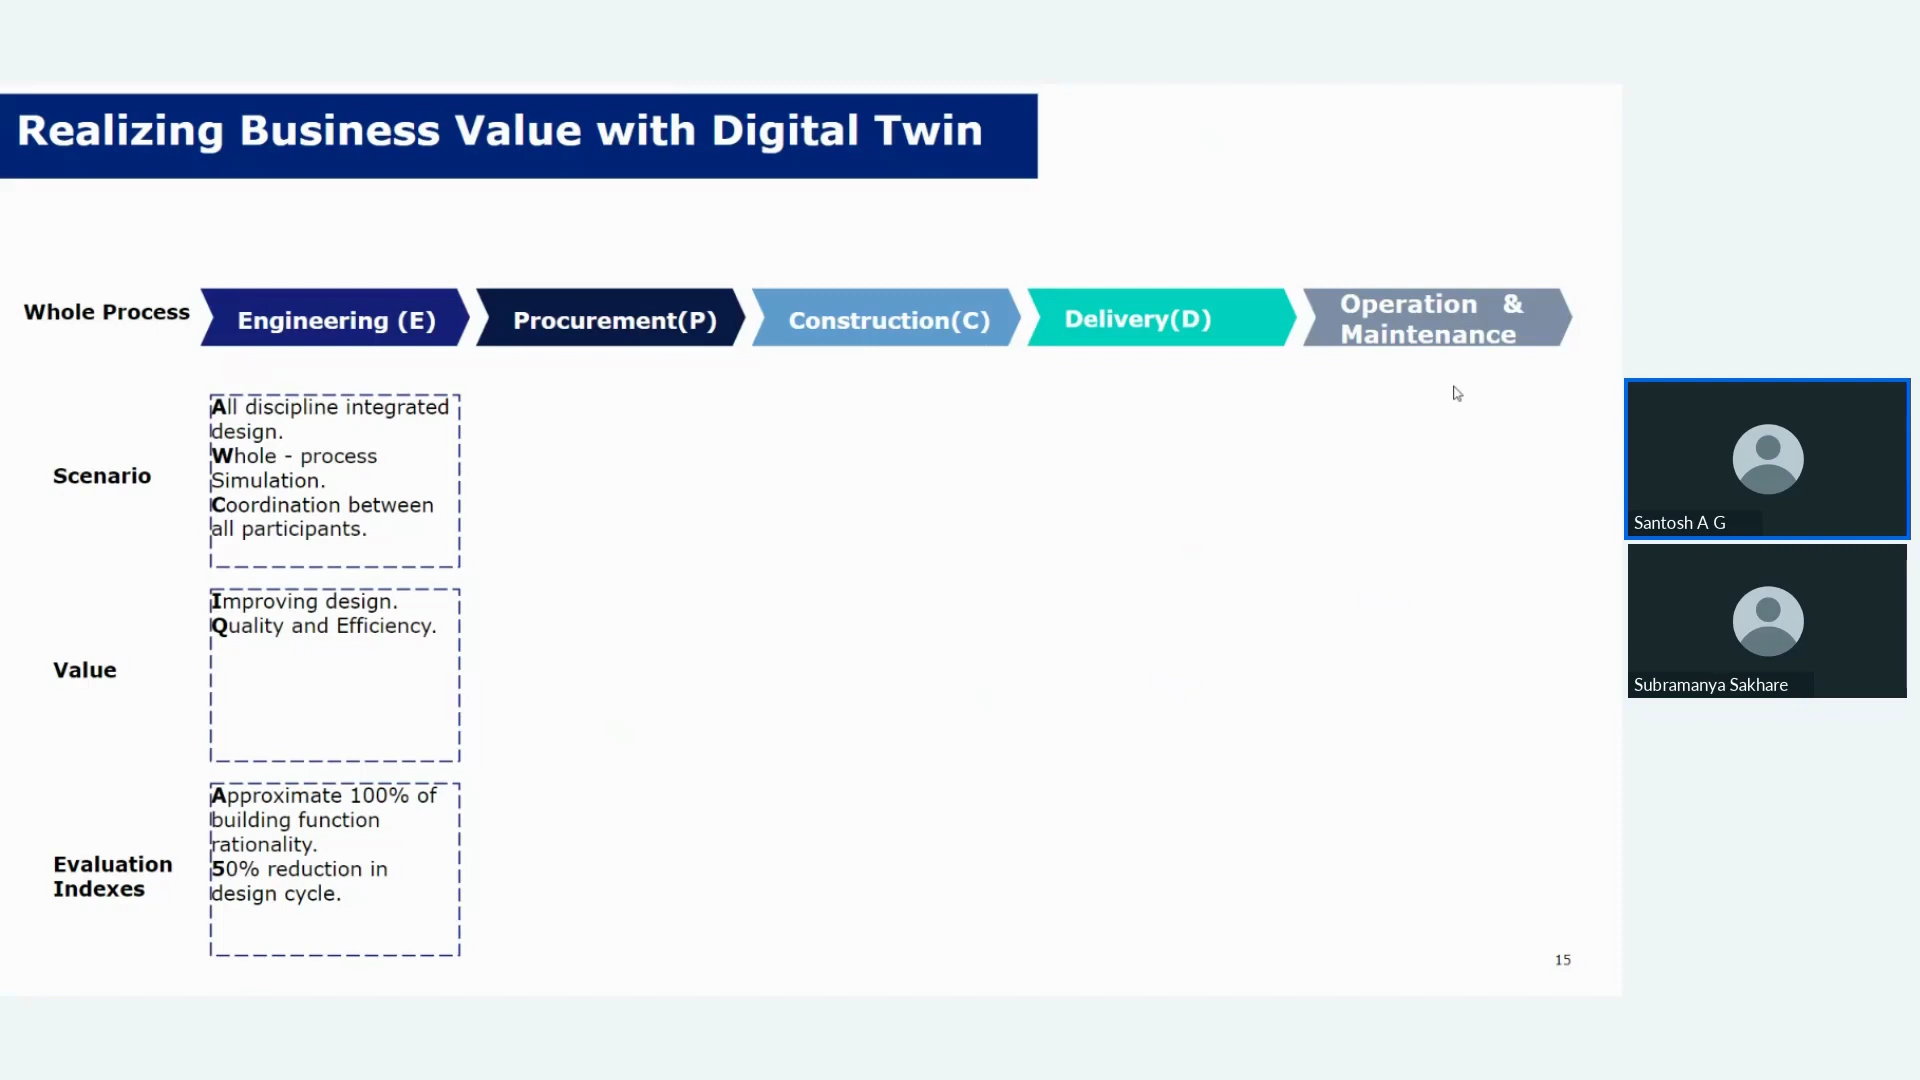 Realizing Business Value with Digital Twin
Whole Process
Engineering (E)
Procurement(P)
Construction(C)
Delivery(D)
Operation &
Maintenance
Scenario
All discipline integrated
design.
Whole - process
Simulation.
Coordination between
all participants.
Value
Improving design.
Quality and Efficiency.
Evaluation
Indexes
Approximate 100% of
building function
rationality.
50% reduction in
design cycle.
15
Santosh A G
Subramanya Sakhare